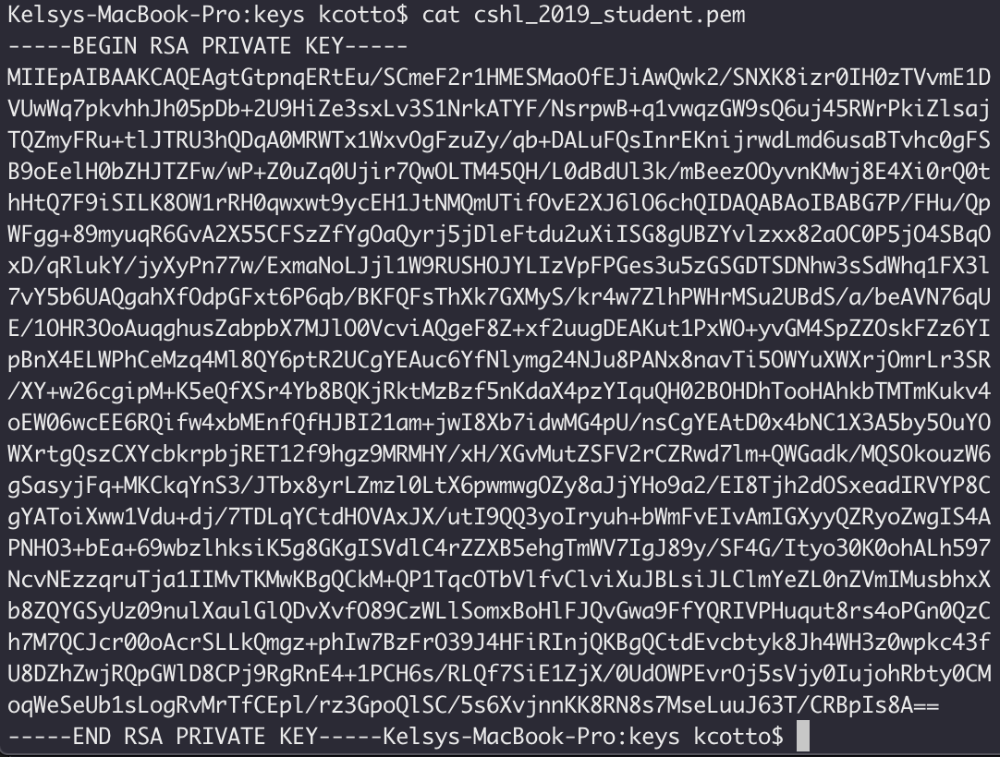 Kelsys-MacBook-Pro:keys kcotto$ cat cshl_2019_student.pem
-----BEGIN RSA PRIVATE KEY-----
MIIEpAIBAAKCAQEAgtGtpnqERtEu/SCmeF2r1HMESMaoOfEJiAwQwk2/SNXK8izr0IH0zTVvmE1D
VUwWq7pkvhhJh05pDb+2U9HiZe3sxLv3S1NrkATYF/NsrpwB+q1vwqzGW9sQ6uj45RWrPkiZlsaj
TQZmyFRu+tlJTRU3hQDqA0MRWTx1WxvOgFzuZy/qb+DALuFQsInrEKnijrwdLmd6usaBTvhc0gFS
B9oEelH0bZHJTZFw/wP+Z0uZq0Ujir7QwOLTM45QH/L0dBdUl3k/mBeezOOyvnKMwj8E4Xi0rQ0t
hHtQ7F9iSILK8OW1rRH0qwxwt9ycEH1JtNMQmUTifOvE2XJ6lO6chQIDAQABAoIBABG7P/FHu/Qp
WFgg+89myuqR6GvA2X55CFSzZfYgOaQyrj5jDleFtdu2uXiISG8gUBZYvlzxx82aOC0P5jO4SBqO
xD/qRlukY/jyXyPn77w/ExmaNoLJjl1W9RUSHOJYLIzVpFPGes3u5zGSGDTSDNhw3sSdWhq1FX3l
7vY5b6UAQgahXfOdpGFxt6P6qb/BKFQFsThXk7GXMyS/kr4w7ZlhPWHrMSu2UBdS/a/beAVN76qU
E/1OHR3OoAuqghusZabpbX7MJlO0VcviAQgeF8Z+xf2uugDEAKut1PxWO+yvGM4SpZZOskFZz6YI
pBnX4ELWPhCeMzq4Ml8QY6ptR2UCgYEAuc6YfNlymg24NJu8PANx8navTi5OWYuXWXrjOmrLr3SR
/XY+w26cgipM+K5eQfXSr4Yb8BQKjRktMzBzf5nKdaX4pzYIquQH02BOHDhTooHAhkbTMTmKukv4
oEW06wcEE6RQifw4xbMEnfQfHJBI21am+jwI8Xb7idwMG4pU/nsCgYEAtD0x4bNC1X3A5by5OuYO
WXrtgQszCXYcbkrpbjRET12f9hgz9MRMHY/xH/XGvMutZSFV2rCZRwd7lm+QWGadk/MQSOkouzW6
gSasyjFq+MKCkqYnS3/JTbx8yrLZmzl0LtX6pwmwgOZy8aJjYHo9a2/EI8Tjh2dOSxeadIRVYP8C
gYAToiXww1Vdu+dj/7TDLqYCtdHOVAxJX/utI9QQ3yoIryuh+bWmFvEIvAmIGXyyQZRyoZwgIS4A
PNHO3+bEa+69wbzlhksiK5g8GKgISVdlC4rZZXB5ehgTmWV7IgJ89y/SF4G/Ityo30K0ohALh597
NcvNEzzqruTja1IIMvTKMwKBgQCkM+QP1TqcOTbVlfvClviXuJBLsiJLClmYeZL0nZVmIMusbhxX
b8ZQYGSyUz09nulXaulGlQDvXvfO89CzWLlSomxBoHlFJQvGwa9FfYQRIVPHuqut8rs4oPGn0QzC
h7M7QCJcr00oAcrSLLkQmgz+phIw7BzFrO39J4HFiRInjQKBgQCtdEvcbtyk8Jh4WH3z0wpkc43f
U8DZhZwjRQpGWlD8CPj9RgRnE4+1PCH6s/RLQf7SiE1ZjX/0UdOWPEvrOj5sVjy0IujohRbty0CM
oqWeSeUb1sLogRvMrTfCEpl/rz3GpoQlSC/5s6XvjnnKK8RN8s7MseLuuJ63T/CRBpIs8A==
-----END RSA PRIVATE KEY-----Kelsys-MacBook-Pro:keys kcotto$